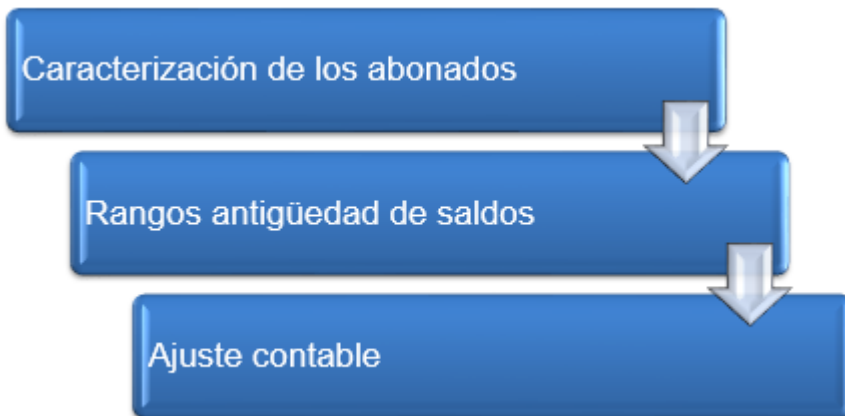 Caracterización de los abonados
Rangos antigüedad de saldos
Ajuste contable